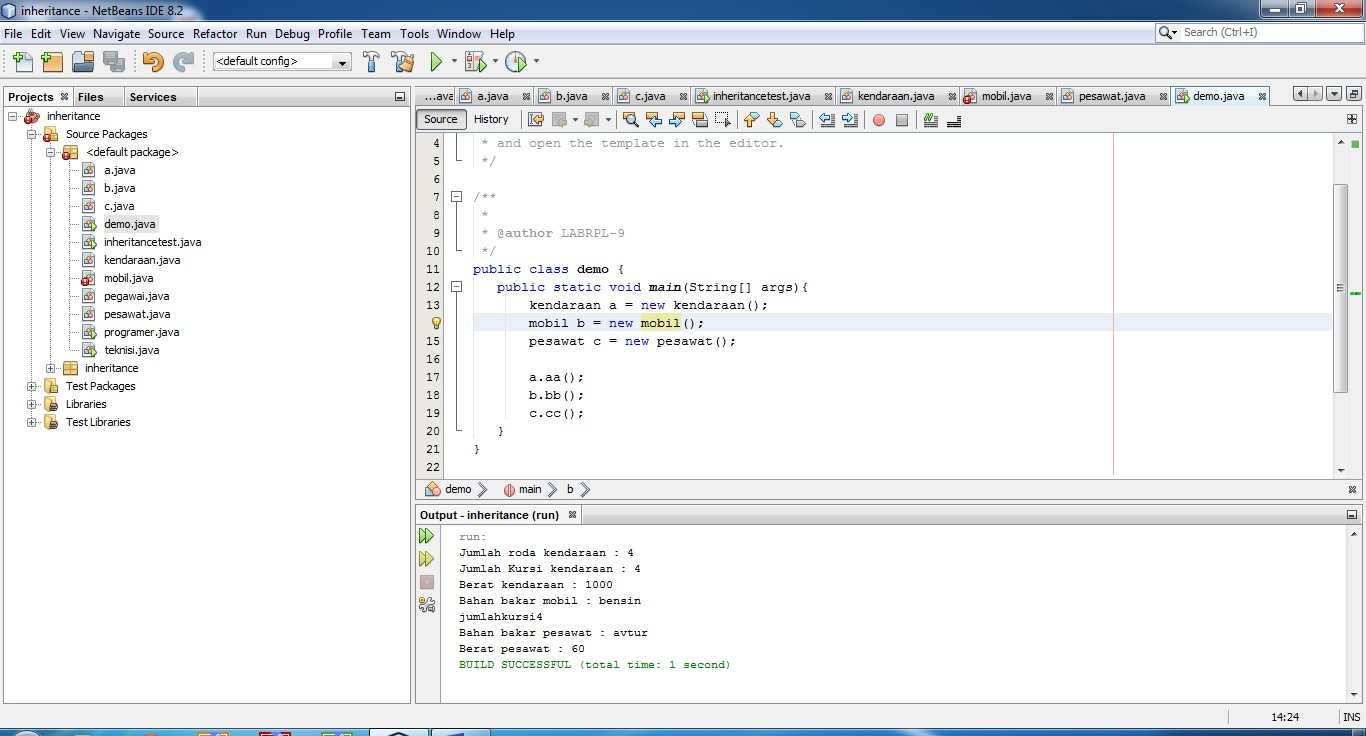 inheritance - NetBeans IDE 8.2
File Edit View Navigate Source Refactor Run Debug Profile Team Tools Window Help
Search (Ctrl+I)
<default config>
Projects Files Services
inheritance
Source Packages
<default package>
a.java
b.java
c.java
demo.java
inheritancetest.java
kendaraan.java
mobil.java
pegawai.java
pesawat.java
programer.java
teknisi.java
inheritance
Test Packages
Libraries
Test Libraries
...ava a.java b.java c.java inheritancetest.java kendaraan.java mobil.java pesawat.java demo.java
Source History
4 * and open the template in the editor.
5 */
6
7 /**
8 *
9 * @author LABRPL-9
10 */
11 public class demo {
12 public static void main(String[] args){
13 kendaraan a = new kendaraan();
mobil b = new mobil();
15 pesawat c = new pesawat();
16
17 a.aa();
18 b.bb();
19 c.cc();
20 }
21 }
22
demo main b
Output - inheritance (run)
run:
Jumlah roda kendaraan : 4
Jumlah Kursi kendaraan : 4
Berat kendaraan : 1000
Bahan bakar mobil : bensin
jumlahkursi4
Bahan bakar pesawat : avtur
Berat pesawat : 60
BUILD SUCCESSFUL (total time: 1 second)
14:24 INS